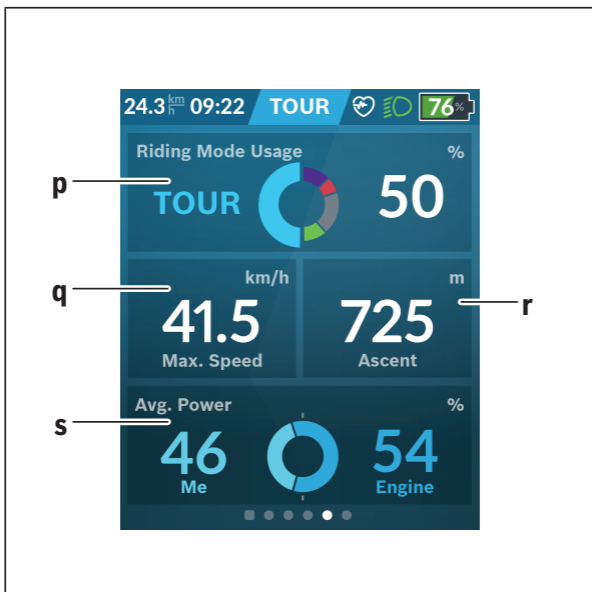 24.3 km/h 09:22 TOUR 76%
Riding Mode Usage %
p TOUR 50
km/h m
q 41.5 725 r
Max. Speed Ascent
Avg. Power %
s 46 54
Me Engine